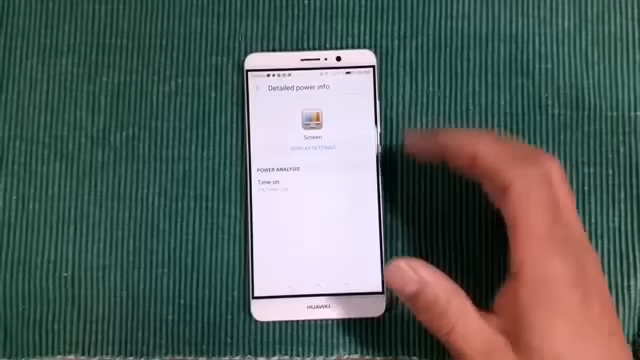 Detailed power info
Screen
DISPLAY SETTINGS
POWER ANALYSIS
Time on
HUAWEI